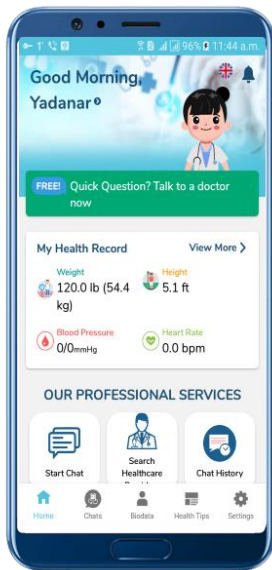 96% 11:44 a.m.
Good Morning,
Yadanar
FREE! Quick Question? Talk to a doctor
now
My Health Record View More
Weight
120.0 lb (54.4
kg)
Height
5.1 ft
Blood Pressure
0/0mmHg
Heart Rate
0.0 bpm
OUR PROFESSIONAL SERVICES
Start Chat
Search
Healthcare
Chat History
Home Chats Biodata Health Tips Settings